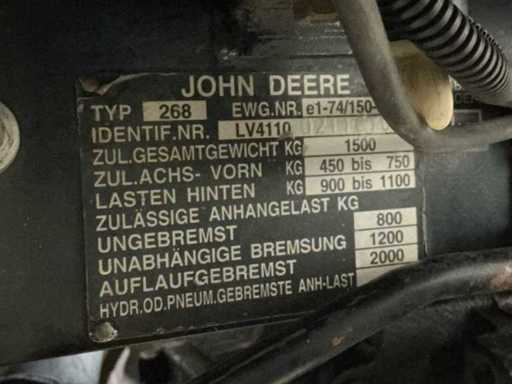 JOHN DEERE
TYP 268 EWG.NR. e1-74/150-
IDENTIF.NR. LV4110
ZUL.GESAMTGEWICHT KG 1500
ZUL.ACHS- VORN KG 450 bis 750
LASTEN HINTEN KG 900 bis 1100
ZULÄSSIGE ANHANGELAST KG
UNGEBREMST 800
UNABHÄNGIGE BREMSUNG 1200
AUFLAUFGEBREMST 2000
HYDR.OD.PNEUM.GEBREMSTE ANH-LAST